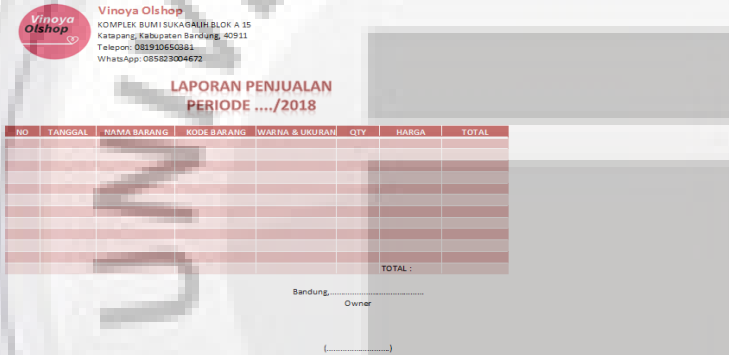 Vinoya
Olshop
Vinoya Olshop
KOMPLEK BUMI SUKAGALIH BLOK A 15
Katapang, Kabupaten Bandung, 40911
Telepon: 081910650381
WhatsApp: 085823004672
LAPORAN PENJUALAN
PERIODE ..../2018
NO TANGGAL NAMA BARANG KODE BARANG WARNA & UKURAN QTY HARGA TOTAL
TOTAL :
Bandung,..........................................
Owner
(............................)